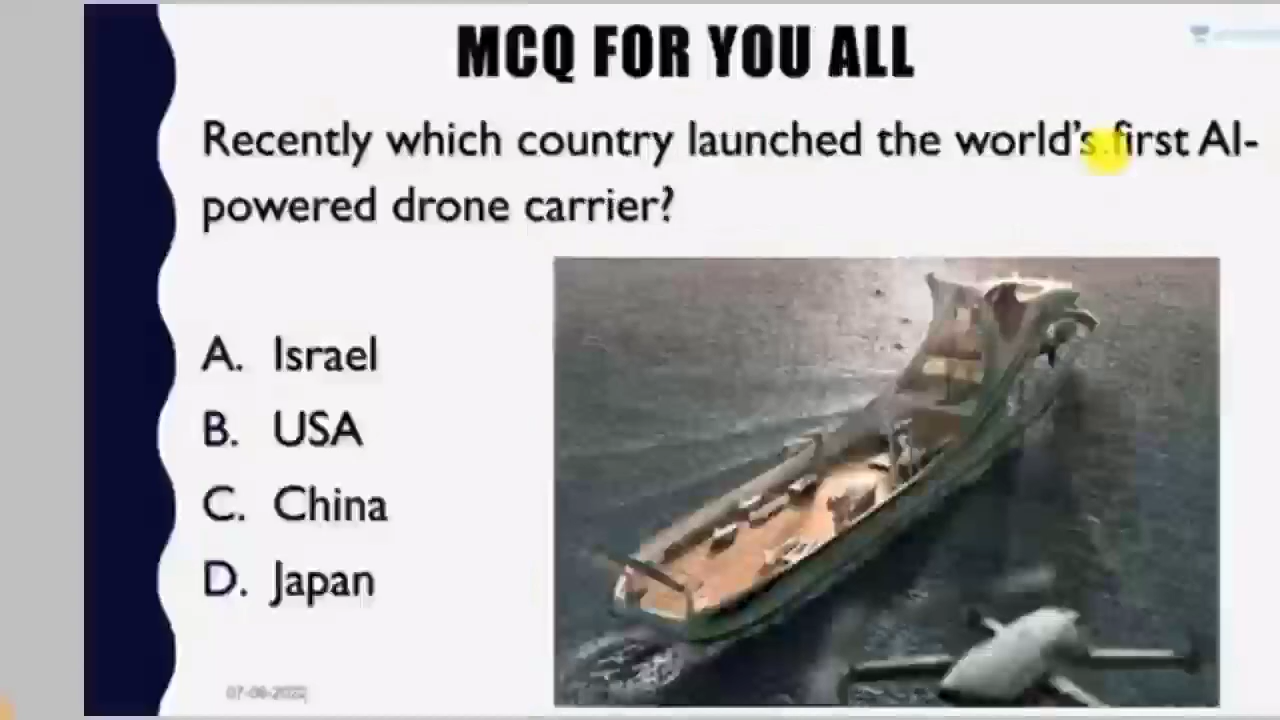 MCQ FOR YOU ALL
Recently which country launched the world's first AI-
powered drone carrier?
A. Israel
B. USA
C. China
D. Japan